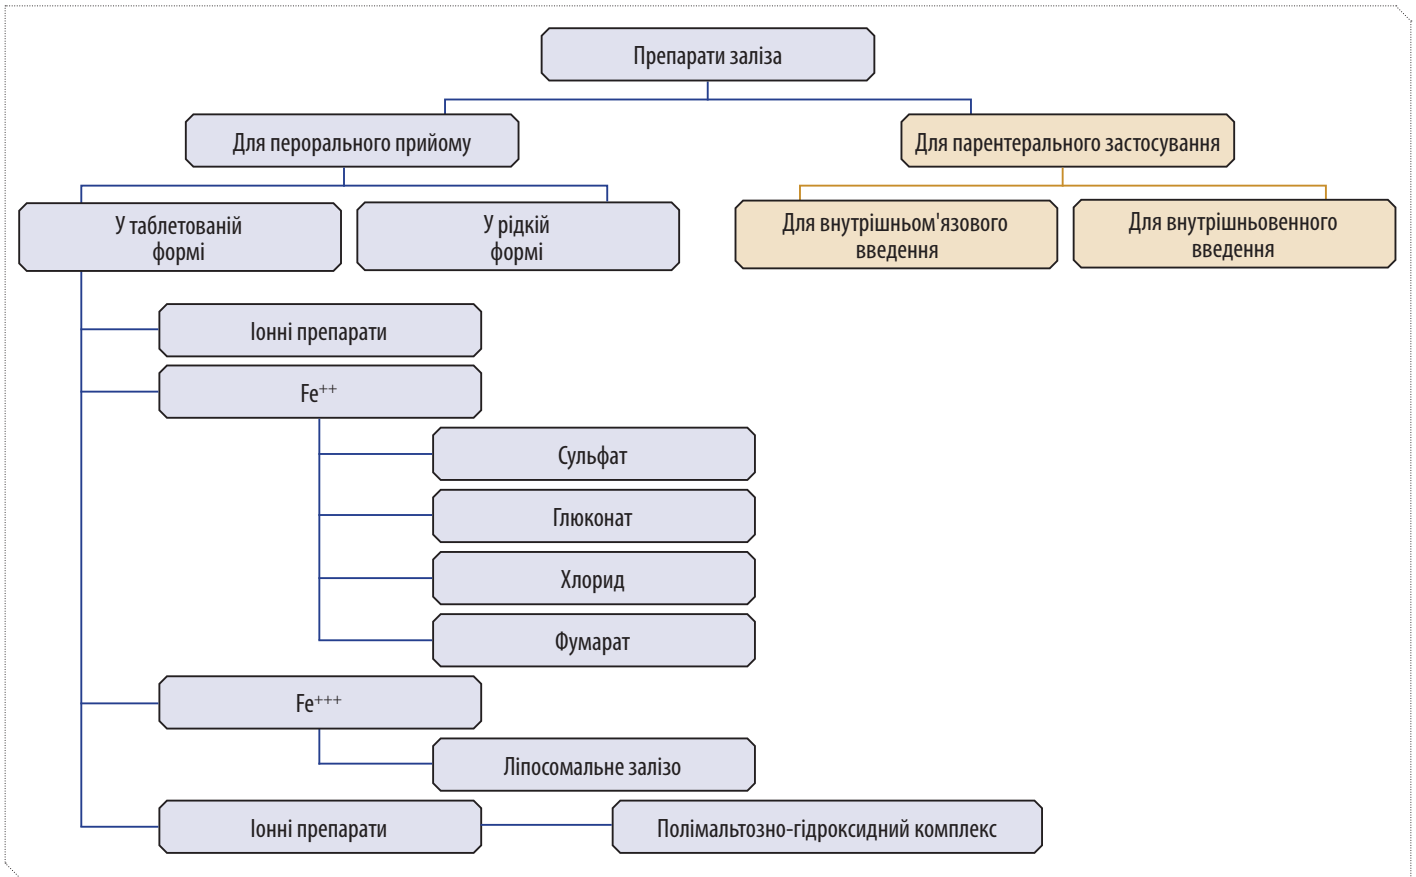 Препарати заліза
Для перорального прийому
Для парентерального застосування
У таблетованій
формі
У рідкій
формі
Для внутрішньом'язового
введення
Для внутрішньовенного
введення
Іонні препарати
Fe⁺⁺
Сульфат
Глюконат
Хлорид
Фумарат
Fe⁺⁺⁺
Ліпосомальне залізо
Іонні препарати
Полімальтозно-гідроксидний комплекс